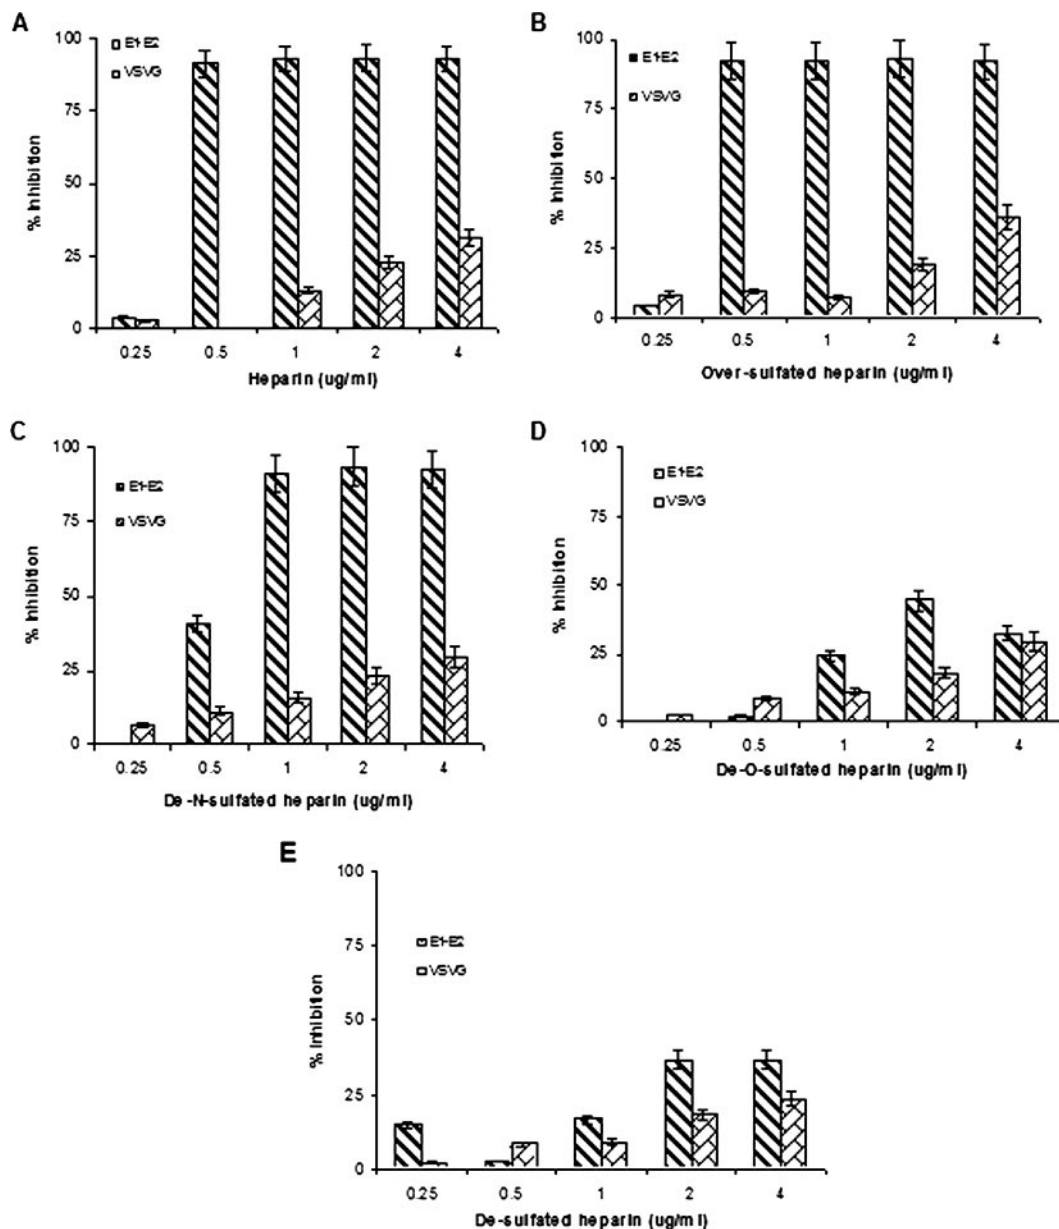 A
100
75
50
25
0
% Inhibition
E1-E2
VSVG
0.25 0.5 1 2 4
Heparin (ug/ml)
B
100
75
50
25
0
% Inhibition
E1-E2
VSVG
0.25 0.5 1 2 4
Over-sulfated heparin (ug/ml)
C
100
75
50
25
0
% Inhibition
E1-E2
VSVG
0.25 0.5 1 2 4
De-N-sulfated heparin (ug/ml)
D
100
75
50
25
0
% Inhibition
E1-E2
VSVG
0.25 0.5 1 2 4
De-O-sulfated heparin (ug/ml)
E
100
75
50
25
0
% Inhibition
E1-E2
VSVG
0.25 0.5 1 2 4
De-sulfated heparin (ug/ml)